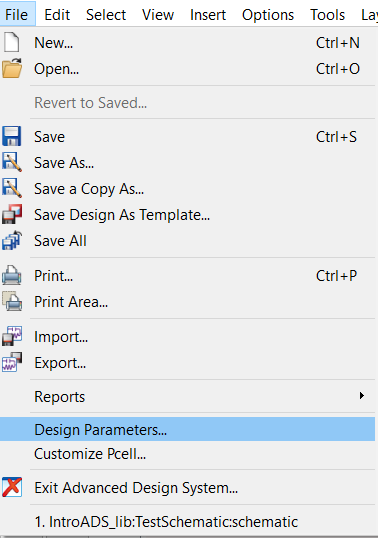 File Edit Select View Insert Options Tools La
New... Ctrl+N
Open... Ctrl+O
Revert to Saved...
Save Ctrl+S
Save As...
Save a Copy As...
Save Design As Template...
Save All
Print... Ctrl+P
Print Area...
Import...
Export...
Reports
Design Parameters...
Customize Pcell...
Exit Advanced Design System...
1. IntroADS_lib:TestSchematic:schematic